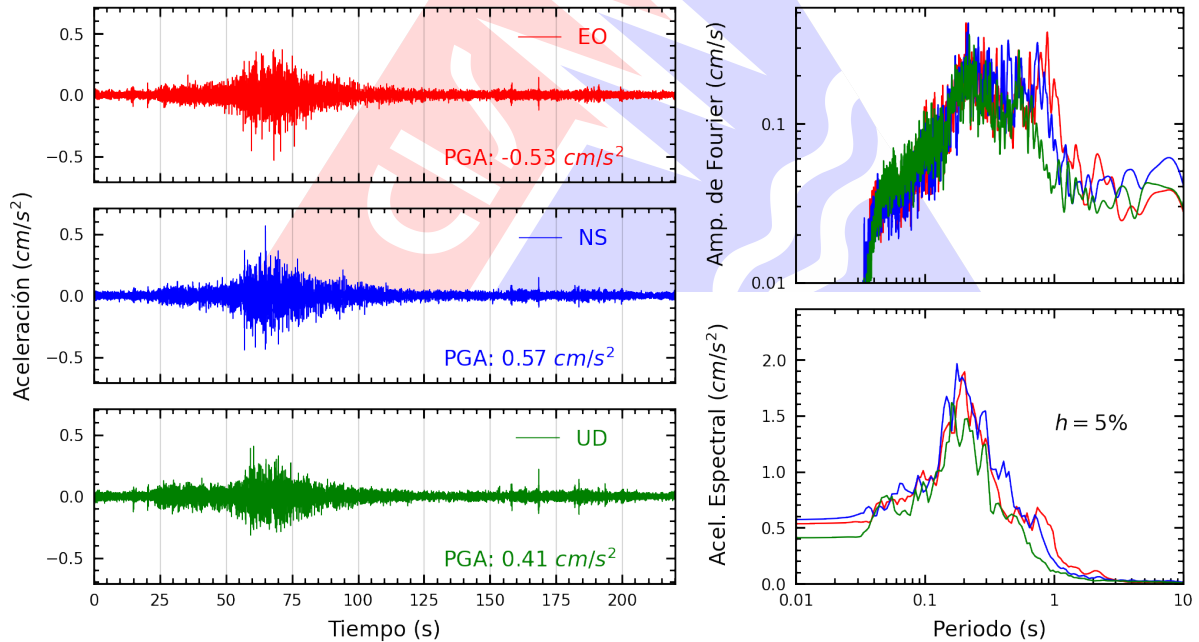 Aceleración (cm/s²)
0.5
0.0
−0.5
EO
PGA: -0.53 cm/s²
0.5
0.0
−0.5
NS
PGA: 0.57 cm/s²
0.5
0.0
−0.5
UD
PGA: 0.41 cm/s²
0 25 50 75 100 125 150 175 200
Tiempo (s)
Amp. de Fourier (cm/s)
0.1
0.01
Acel. Espectral (cm/s²)
2.0
1.5
1.0
0.5
0.0
h = 5%
0.01 0.1 1 10
Periodo (s)